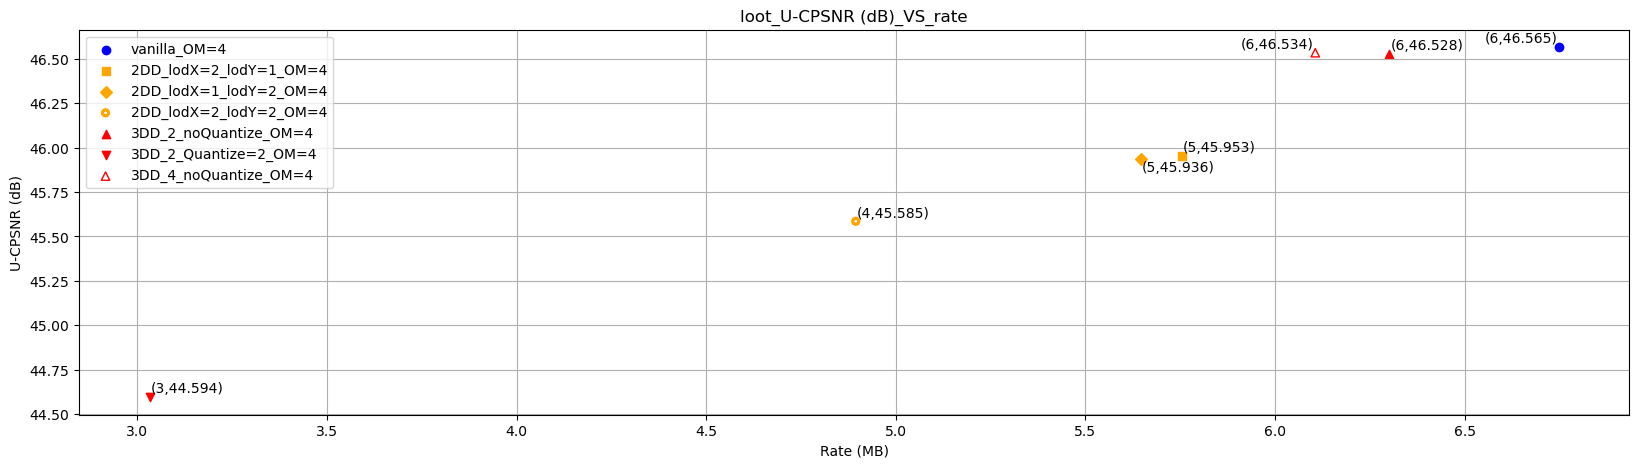 loot_U-CPSNR (dB)_VS_rate
vanilla_OM=4
2DD_lodX=2_lodY=1_OM=4
2DD_lodX=1_lodY=2_OM=4
2DD_lodX=2_lodY=2_OM=4
3DD_2_noQuantize_OM=4
3DD_2_Quantize=2_OM=4
3DD_4_noQuantize_OM=4
(6,46.534)
(6,46.528)
(6,46.565)
(5,45.953)
(5,45.936)
(4,45.585)
(3,44.594)
U-CPSNR (dB)
46.50
46.25
46.00
45.75
45.50
45.25
45.00
44.75
44.50
3.0
3.5
4.0
4.5
5.0
5.5
6.0
6.5
Rate (MB)